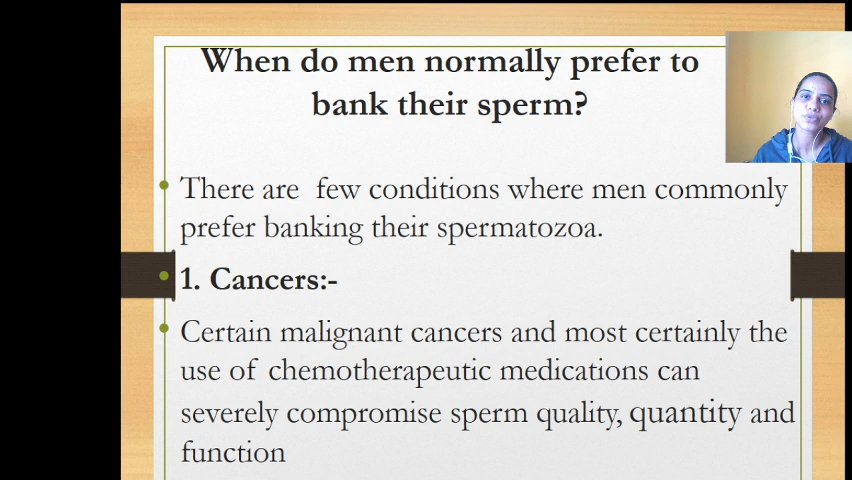 When do men normally prefer to
bank their sperm?
There are few conditions where men commonly
prefer banking their spermatozoa.
1. Cancers:-
Certain malignant cancers and most certainly the
use of chemotherapeutic medications can
severely compromise sperm quality, quantity and
function